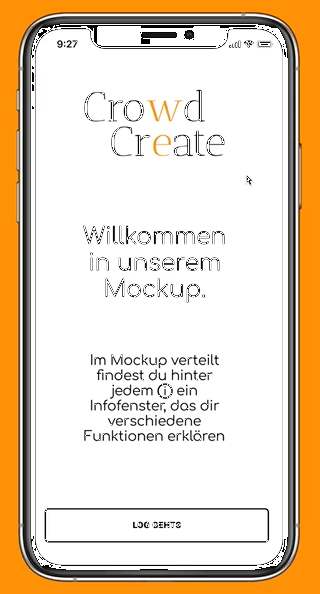 9:27
Crowd
Create
Willkommen
in unserem
Mockup.
Im Mockup verteilt
findest du hinter
jedem ⓘ ein
Infofenster, das dir
verschiedene
Funktionen erklären
LOG GEHTS